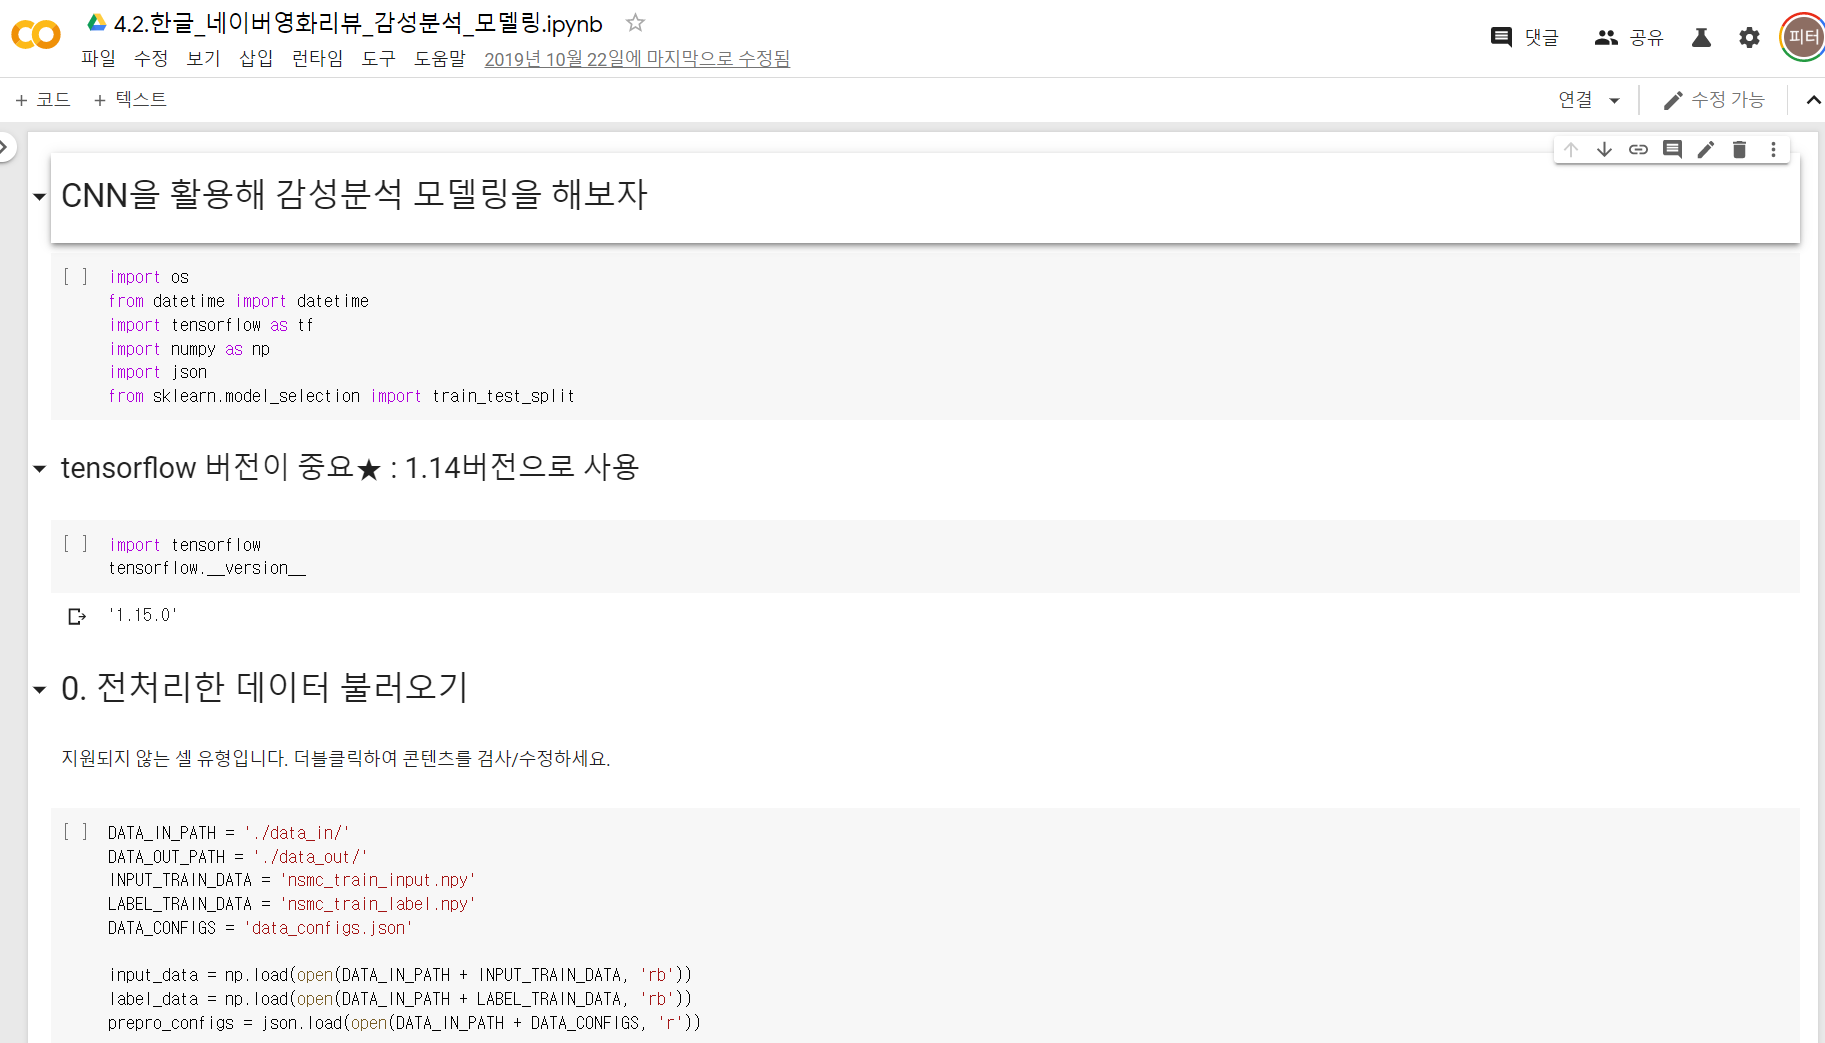 4.2.한글_네이버영화리뷰_감성분석_모델링.ipynb
파일 수정 보기 삽입 런타임 도구 도움말 2019년 10월 22일에 마지막으로 수정됨
댓글 공유 피터
+ 코드 + 텍스트
연결 수정 가능
CNN을 활용해 감성분석 모델링을 해보자
[ ] import os
from datetime import datetime
import tensorflow as tf
import numpy as np
import json
from sklearn.model_selection import train_test_split
tensorflow 버전이 중요★ : 1.14버전으로 사용
[ ] import tensorflow
tensorflow.__version__
'1.15.0'
0. 전처리한 데이터 불러오기
지원되지 않는 셀 유형입니다. 더블클릭하여 콘텐츠를 검사/수정하세요.
[ ] DATA_IN_PATH = './data_in/'
DATA_OUT_PATH = './data_out/'
INPUT_TRAIN_DATA = 'nsmc_train_input.npy'
LABEL_TRAIN_DATA = 'nsmc_train_label.npy'
DATA_CONFIGS = 'data_configs.json'
input_data = np.load(open(DATA_IN_PATH + INPUT_TRAIN_DATA, 'rb'))
label_data = np.load(open(DATA_IN_PATH + LABEL_TRAIN_DATA, 'rb'))
prepro_configs = json.load(open(DATA_IN_PATH + DATA_CONFIGS, 'r'))